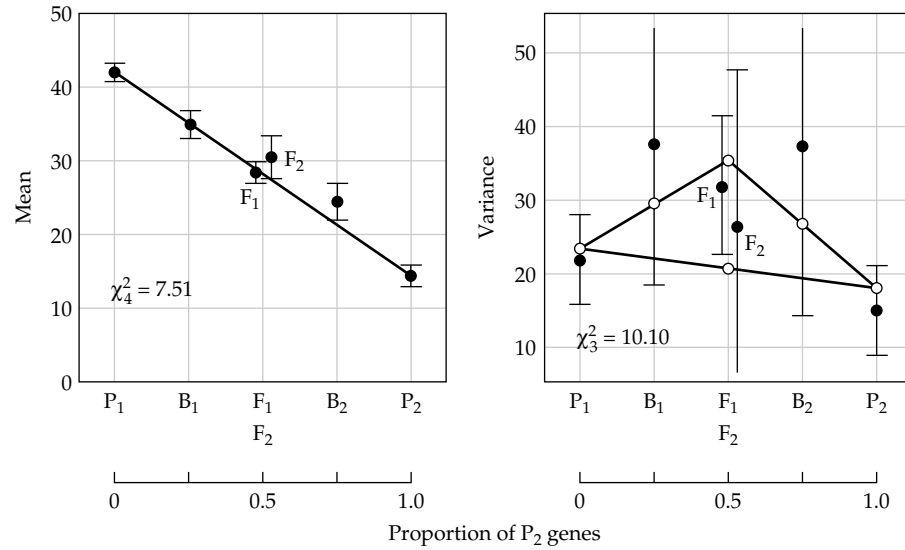 50
40
30
20
10
0
Mean
F₁
F₂
χ²₄ = 7.51
P₁ B₁ F₁ B₂ P₂
F₂
0 0.5 1.0
50
40
30
20
10
Variance
F₁
F₂
χ²₃ = 10.10
P₁ B₁ F₁ B₂ P₂
F₂
0 0.5 1.0
Proportion of P₂ genes